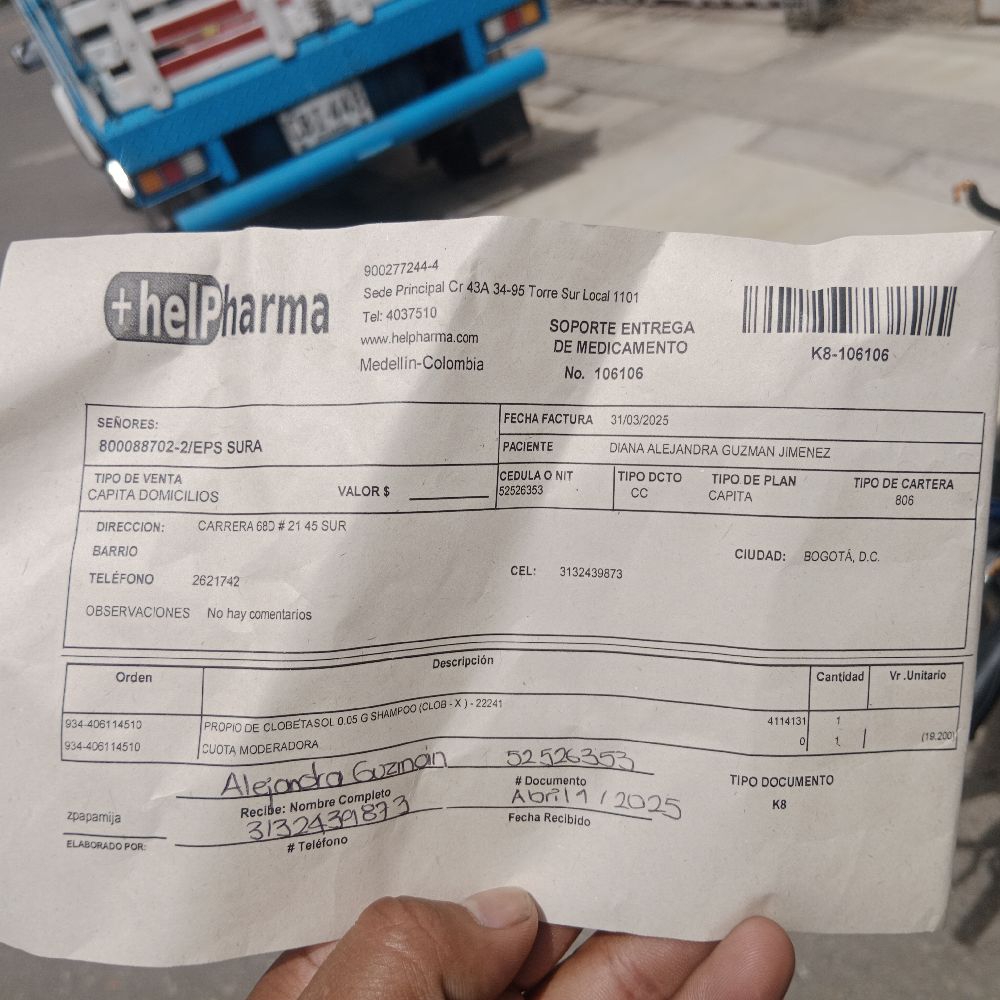 +helPharma
900277244-4
Sede Principal Cr 43A 34-95 Torre Sur Local 1101
Tel: 4037510
www.helpharma.com
Medellín-Colombia
SOPORTE ENTREGA
DE MEDICAMENTO
No. 106106
K8-106106
SEÑORES:
800088702-2/EPS SURA
FECHA FACTURA 31/03/2025
PACIENTE DIANA ALEJANDRA GUZMAN JIMENEZ
TIPO DE VENTA
CAPITA DOMICILIOS
VALOR $
CEDULA O NIT
52526353
TIPO DCTO
CC
TIPO DE PLAN
CAPITA
TIPO DE CARTERA
806
DIRECCION: CARRERA 68D # 21 45 SUR
BARRIO
CIUDAD: BOGOTÁ, D.C.
TELÉFONO 2621742
CEL: 3132439873
OBSERVACIONES No hay comentarios
Orden Descripción Cantidad Vr .Unitario
934-406114510 PROPIO DE CLOBETASOL 0.05 G SHAMPOO (CLOB - X ) - 22241 4114131 1
934-406114510 CUOTA MODERADORA 0 1 (19.200)
Alejandra Guzmán 52526353
Recibe: Nombre Completo # Documento
3132439873 Abril 1 / 2025
# Teléfono Fecha Recibido
TIPO DOCUMENTO
K8
zpapamija
ELABORADO POR: